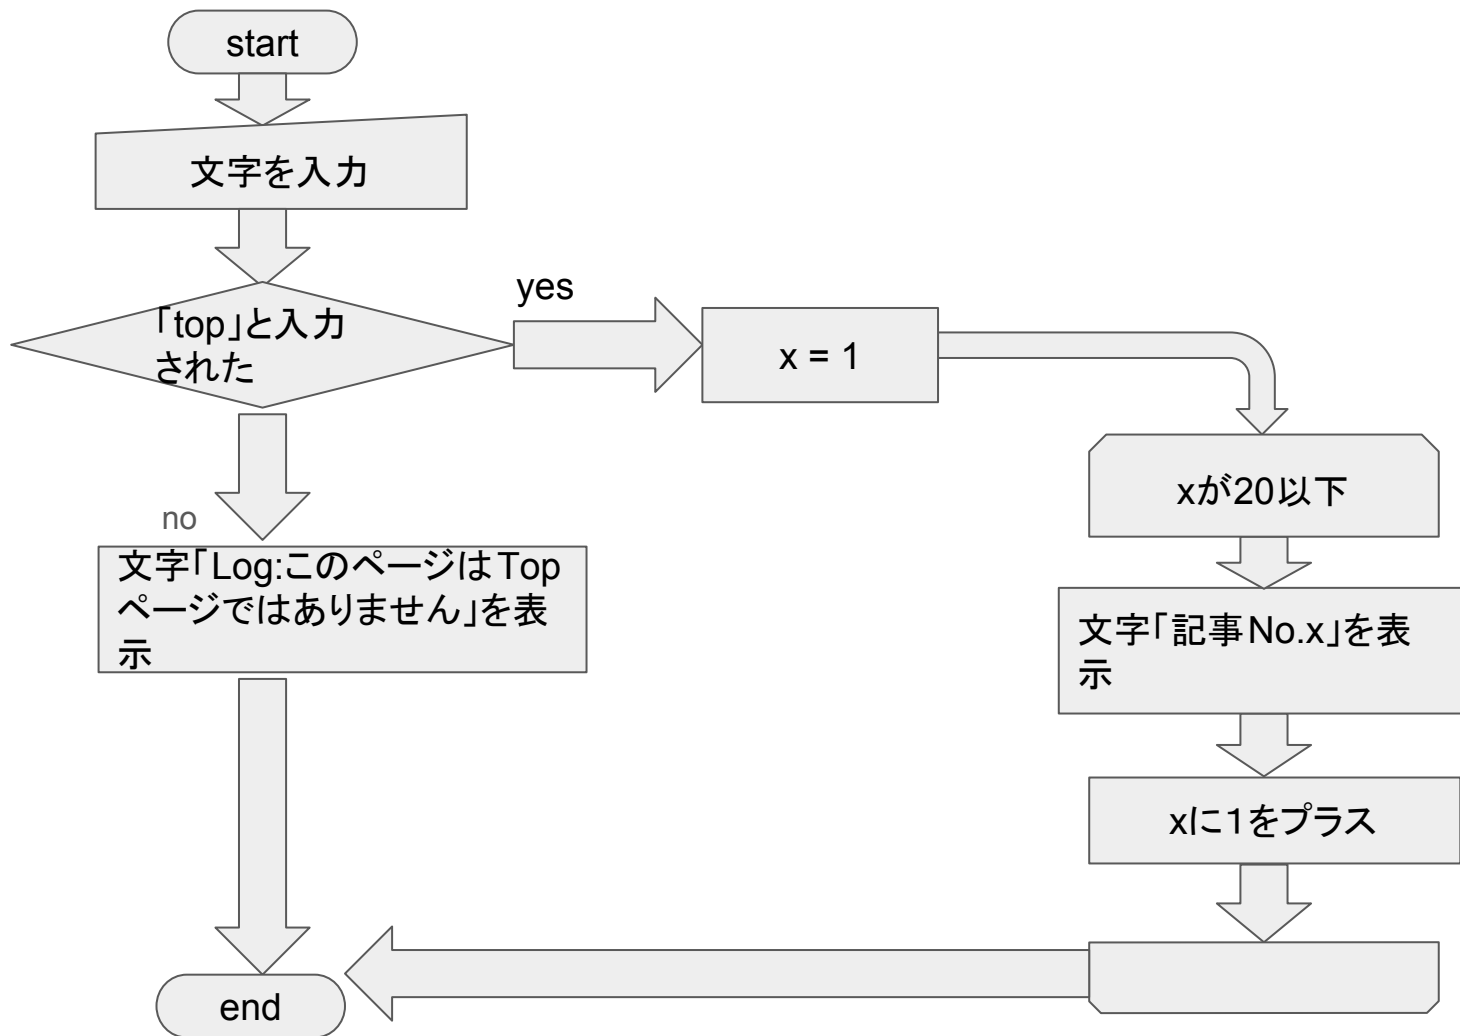 start
文字を入力
「top」と入力
された
yes
x = 1
xが20以下
no
文字「Log:このページはTop
ページではありません」を表
示
文字「記事No.x」を表
示
xに1をプラス
end